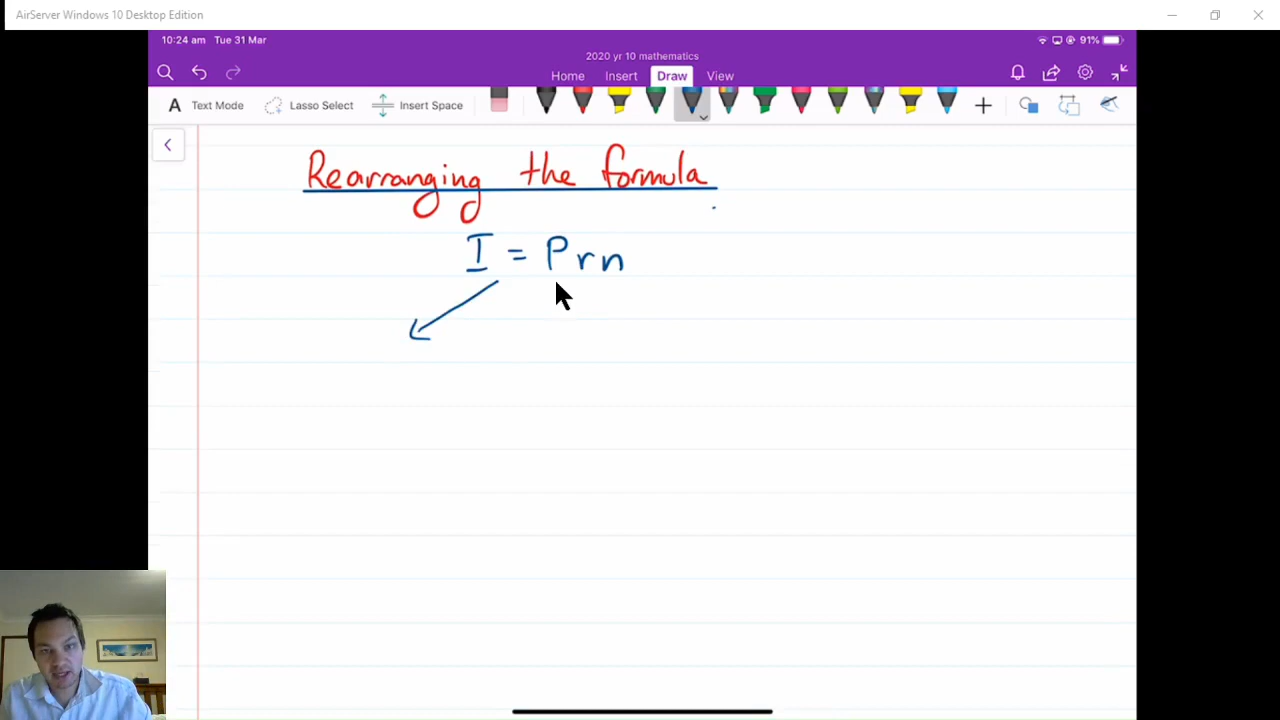 AirServer Windows 10 Desktop Edition
10:24 am Tue 31 Mar
91%
2020 yr 10 mathematics
Home Insert Draw View
A Text Mode Lasso Select Insert Space
Rearranging the formula
I = Prn